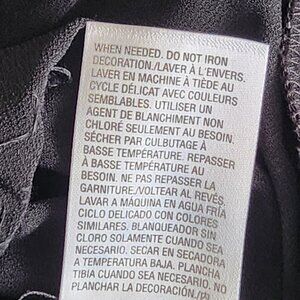 WHEN NEEDED. DO NOT IRON
DECORATION/LAVER À L'ENVERS.
LAVER EN MACHINE À TIÈDE AU
CYCLE DÉLICAT AVEC COULEURS
SEMBLABLES. UTILISER UN
AGENT DE BLANCHIMENT NON
CHLORÉ SEULEMENT AU BESOIN.
SÉCHER PAR CULBUTAGE À
BASSE TEMPÉRATURE. REPASSER
À BASSE TEMPÉRATURE AU
BESOIN. NE PAS REPASSER LA
GARNITURE/VOLTEAR AL REVÉS.
LAVAR A MÁQUINA EN AGUA FRÍA
CICLO DELICADO CON COLORES
SIMILARES. BLANQUEADOR SIN
CLORO SOLAMENTE CUANDO SEA
NECESARIO. SECAR EN SECADORA
A TEMPERATURA BAJA. PLANCHA
TIBIA CUANDO SEA NECESARIO. NO
PLANCHAR LA DECORACIÓN/